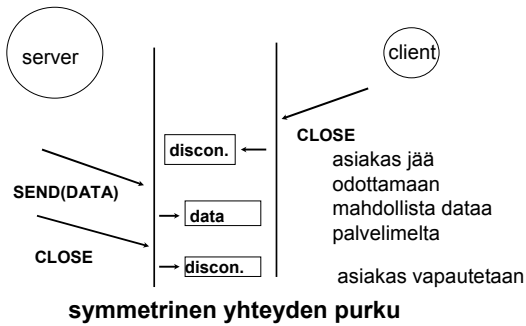 server
client
CLOSE
discon.
asiakas jää
odottamaan
mahdollista dataa
palvelimelta
SEND(DATA)
data
CLOSE
discon.
asiakas vapautetaan
symmetrinen yhteyden purku